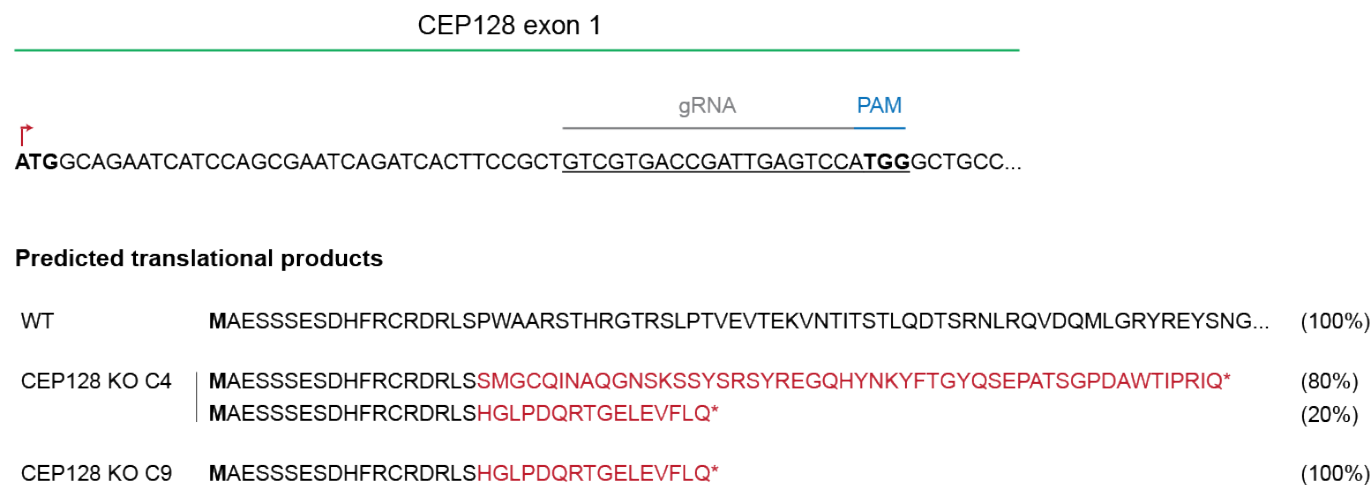 CEP128 exon 1
gRNA PAM
ATGGCAGAATCATCCAGCGAATCAGATCACTTCCGCTGTCGTGACCGATTGAGTCCATGGGCTGCC...
Predicted translational products
WT MAESSSESDHFRCRDRLSPWAARSTHRGTRSLPTVEVTEKVNTITSTLQDTSRNLRQVDQMLGRYREYSNG... (100%)
CEP128 KO C4 MAESSSESDHFRCRDRLSSMGCQINAQGNSKSSYSRSYREGQHYNKYFTGYQSEPATSGPDAWTIPRIQ* (80%)
MAESSSESDHFRCRDRLSHGLPDQRTGELEVFLQ* (20%)
CEP128 KO C9 MAESSSESDHFRCRDRLSHGLPDQRTGELEVFLQ* (100%)